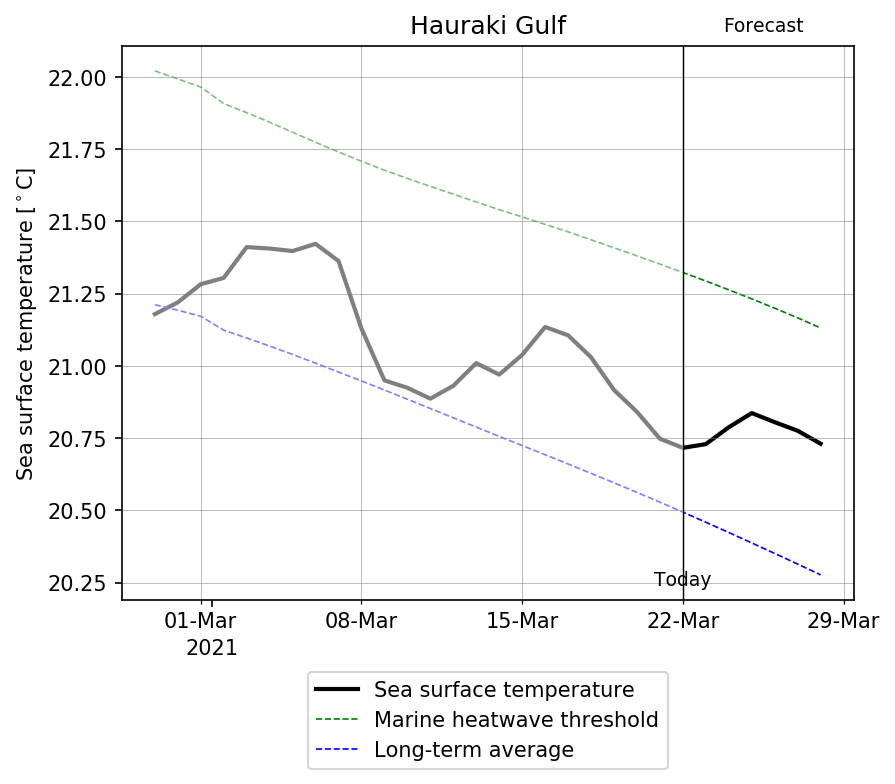 Hauraki Gulf
Forecast
Sea surface temperature [°C]
22.00
21.75
21.50
21.25
21.00
20.75
20.50
20.25
Today
01-Mar
08-Mar
15-Mar
22-Mar
29-Mar
2021
Sea surface temperature
Marine heatwave threshold
Long-term average